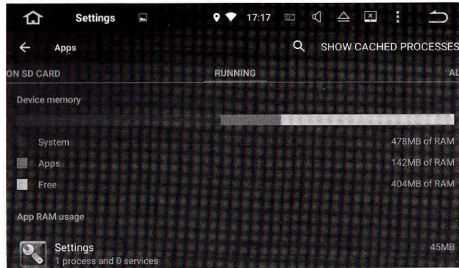 Settings 17:17
Apps SHOW CACHED PROCESSES
ON SD CARD RUNNING AL
Device memory
System 478MB of RAM
Apps 142MB of RAM
Free 404MB of RAM
App RAM usage
Settings 45MB
1 process and 0 services